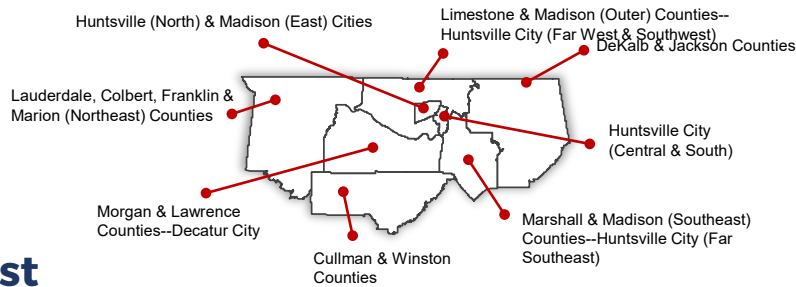 Huntsville (North) & Madison (East) Cities
Limestone & Madison (Outer) Counties--
Huntsville City (Far West & Southwest)
DeKalb & Jackson Counties
Lauderdale, Colbert, Franklin &
Marion (Northeast) Counties
Huntsville City
(Central & South)
Morgan & Lawrence
Counties--Decatur City
Marshall & Madison (Southeast)
Counties--Huntsville City (Far
Southeast)
Cullman & Winston
Counties
st